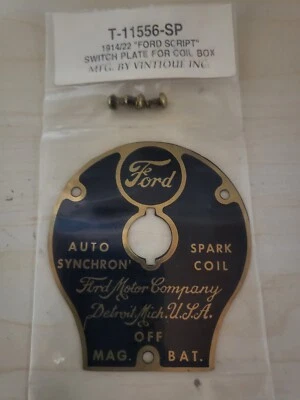 T-11556-SP
1914/22 "FORD SCRIPT"
SWITCH PLATE FOR COIL BOX
MFG. BY VINTIQUE INC.
Ford
AUTO SPARK
SYNCHRON' COIL
Ford Motor Company
Detroit Mich. U.S.A.
OFF
MAG. BAT.